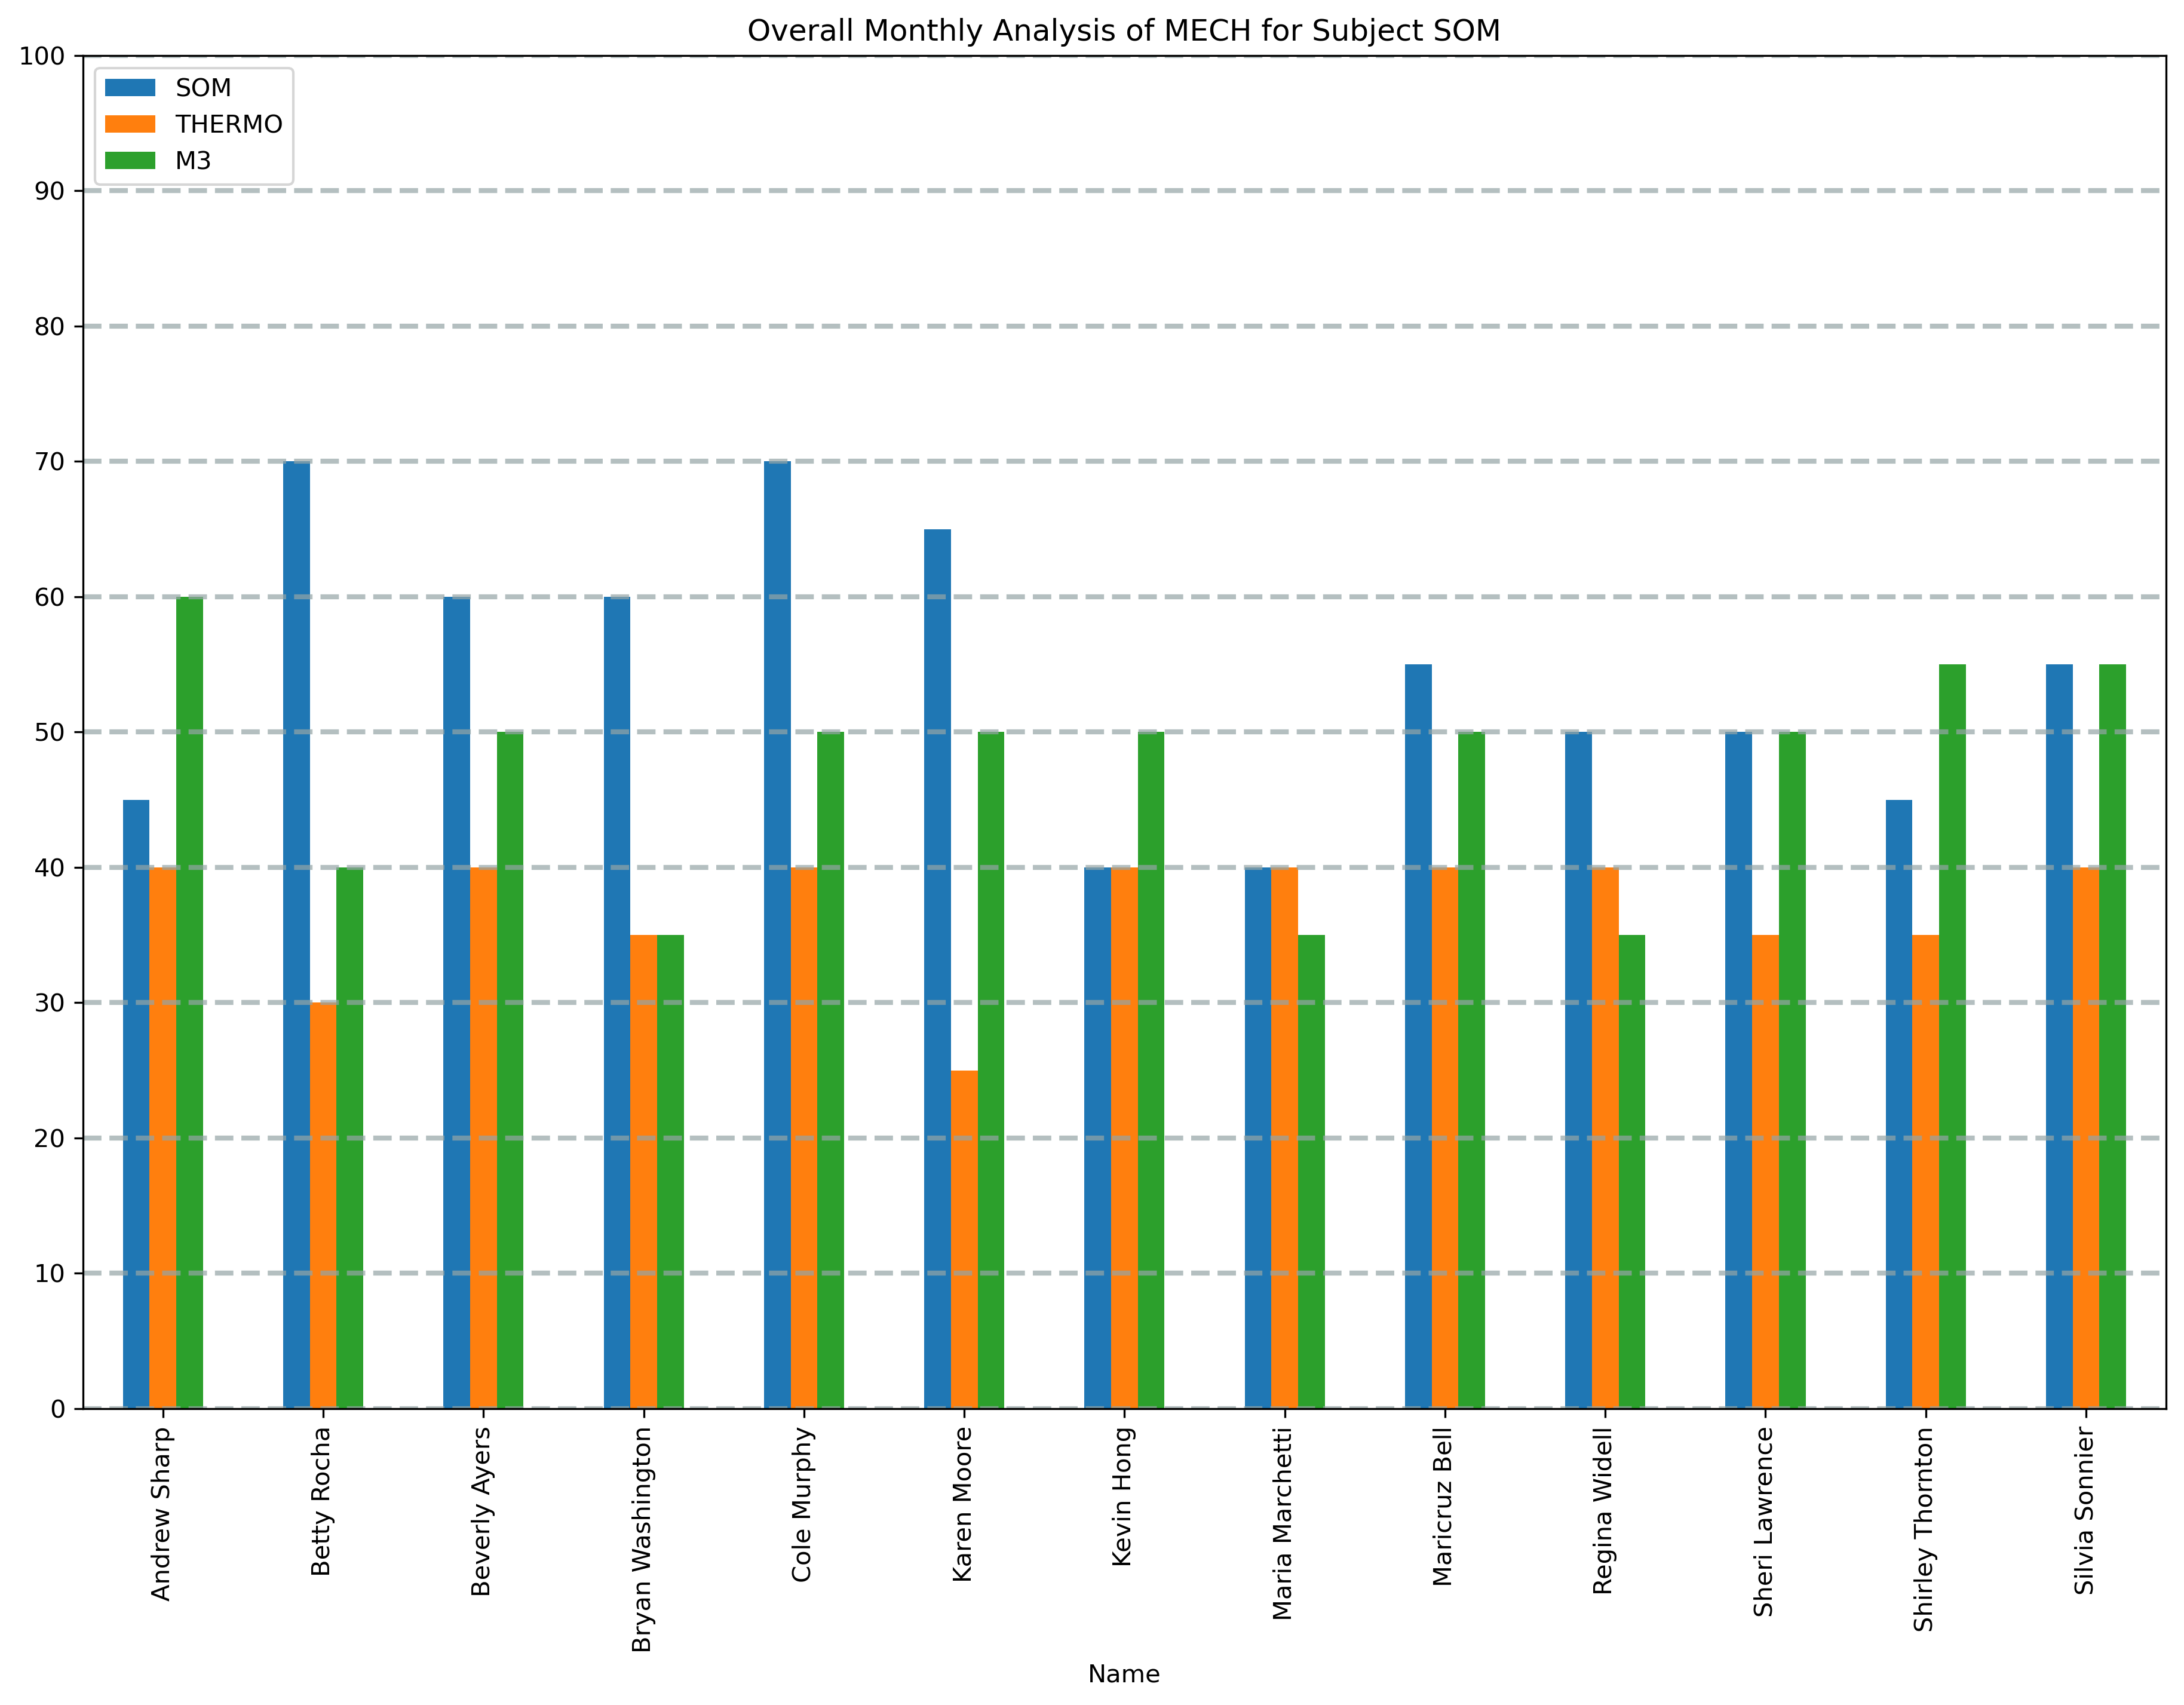 Overall Monthly Analysis of MECH for Subject SOM
100
90
80
70
60
50
40
30
20
10
0
SOM
THERMO
M3
Andrew Sharp
Betty Rocha
Beverly Ayers
Bryan Washington
Cole Murphy
Karen Moore
Kevin Hong
Maria Marchetti
Maricruz Bell
Regina Widell
Sheri Lawrence
Shirley Thornton
Silvia Sonnier
Name